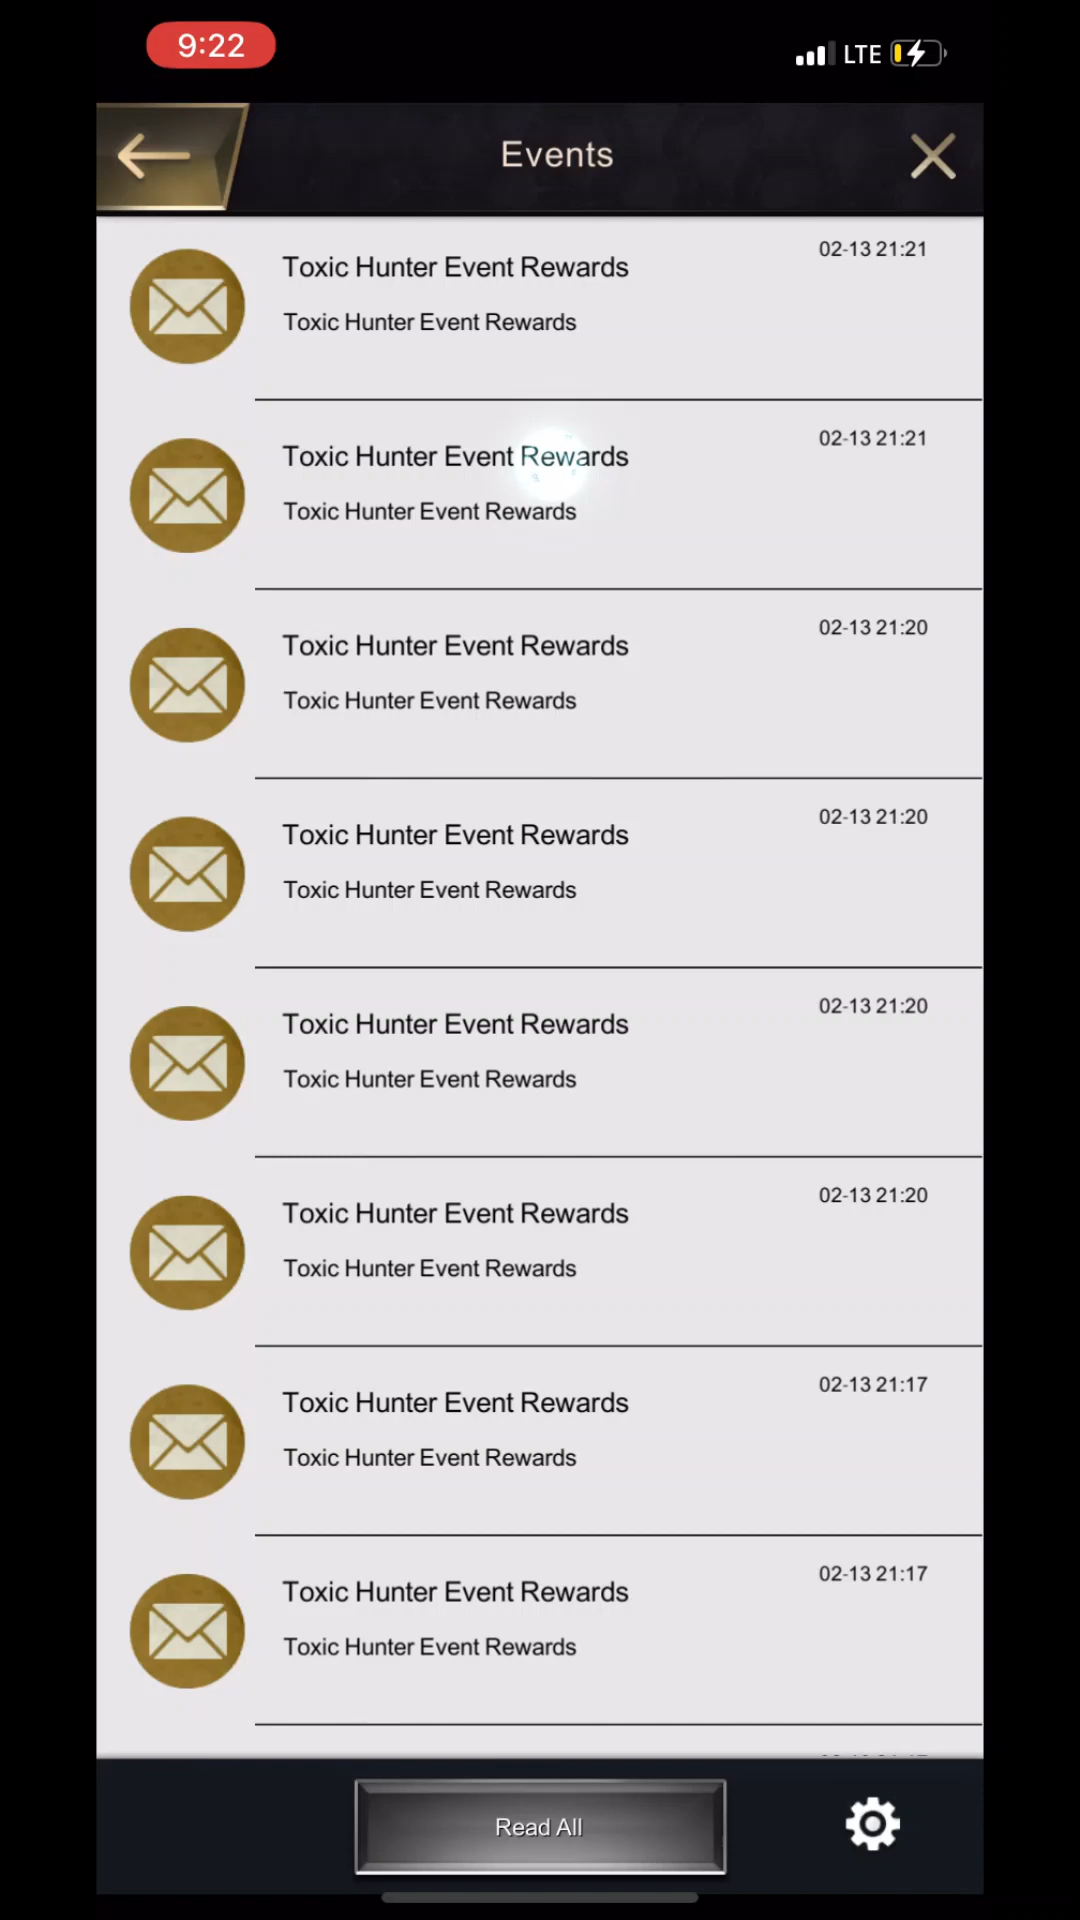 9:22
LTE
Events
Toxic Hunter Event Rewards
02-13 21:21
Toxic Hunter Event Rewards
Toxic Hunter Event Rewards
02-13 21:21
Toxic Hunter Event Rewards
Toxic Hunter Event Rewards
02-13 21:20
Toxic Hunter Event Rewards
Toxic Hunter Event Rewards
02-13 21:20
Toxic Hunter Event Rewards
Toxic Hunter Event Rewards
02-13 21:20
Toxic Hunter Event Rewards
Toxic Hunter Event Rewards
02-13 21:20
Toxic Hunter Event Rewards
Toxic Hunter Event Rewards
02-13 21:17
Toxic Hunter Event Rewards
Toxic Hunter Event Rewards
02-13 21:17
Toxic Hunter Event Rewards
Read All